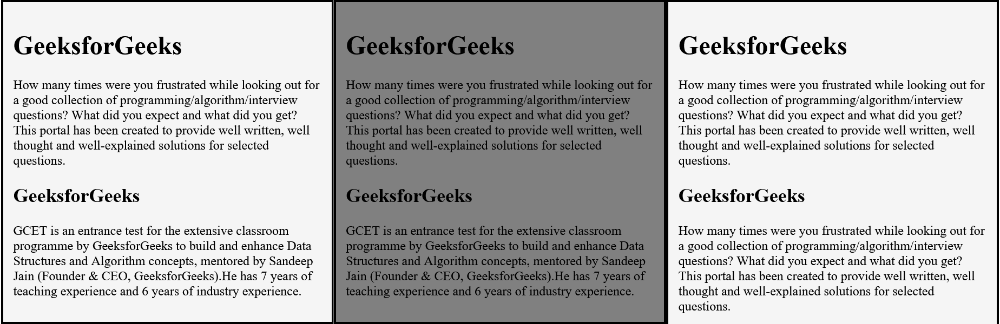 GeeksforGeeks
How many times were you frustrated while looking out for
a good collection of programming/algorithm/interview
questions? What did you expect and what did you get?
This portal has been created to provide well written, well
thought and well-explained solutions for selected
questions.
GeeksforGeeks
GCET is an entrance test for the extensive classroom
programme by GeeksforGeeks to build and enhance Data
Structures and Algorithm concepts, mentored by Sandeep
Jain (Founder & CEO, GeeksforGeeks).He has 7 years of
teaching experience and 6 years of industry experience.
GeeksforGeeks
How many times were you frustrated while looking out for
a good collection of programming/algorithm/interview
questions? What did you expect and what did you get?
This portal has been created to provide well written, well
thought and well-explained solutions for selected
questions.
GeeksforGeeks
GCET is an entrance test for the extensive classroom
programme by GeeksforGeeks to build and enhance Data
Structures and Algorithm concepts, mentored by Sandeep
Jain (Founder & CEO, GeeksforGeeks).He has 7 years of
teaching experience and 6 years of industry experience.
GeeksforGeeks
How many times were you frustrated while looking out for
a good collection of programming/algorithm/interview
questions? What did you expect and what did you get?
This portal has been created to provide well written, well
thought and well-explained solutions for selected
questions.
GeeksforGeeks
How many times were you frustrated while looking out for
a good collection of programming/algorithm/interview
questions? What did you expect and what did you get?
This portal has been created to provide well written, well
thought and well-explained solutions for selected
questions.